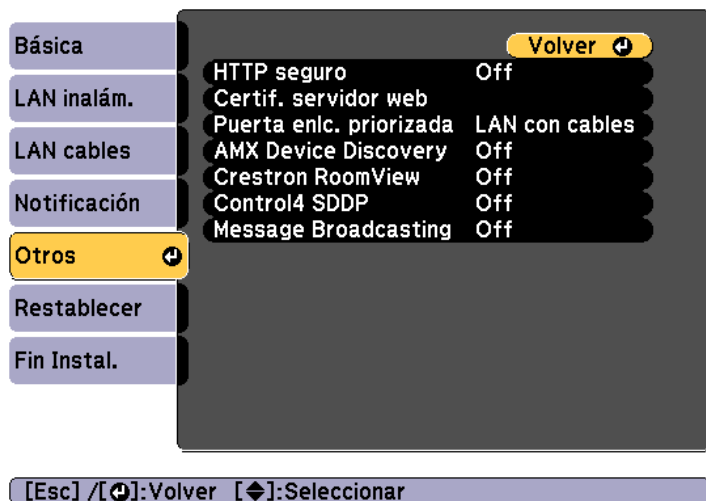 Básica
LAN inalám.
LAN cables
Notificación
Otros
Restablecer
Fin Instal.
Volver
HTTP seguro Off
Certif. servidor web
Puerta enlc. priorizada LAN con cables
AMX Device Discovery Off
Crestron RoomView Off
Control4 SDDP Off
Message Broadcasting Off
[Esc] /[⏎]:Volver [◆]:Seleccionar